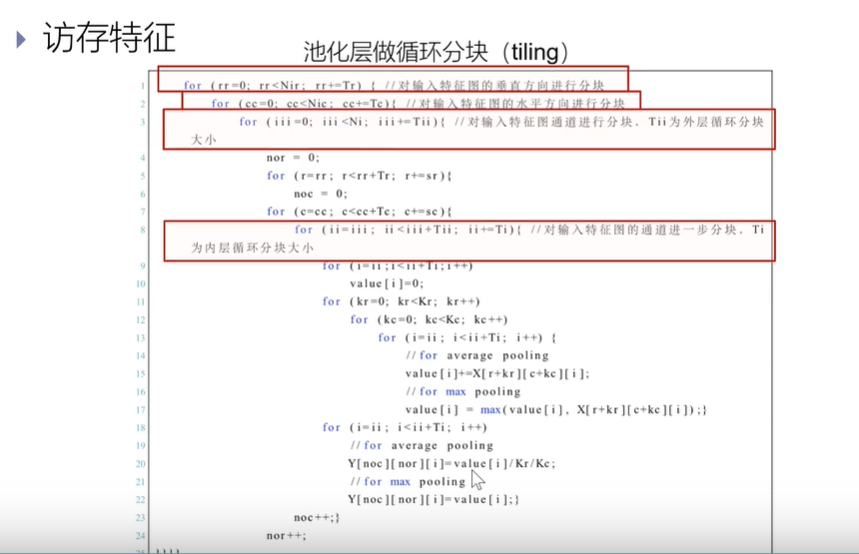 访存特征
池化层做循环分块（tiling）
1 for (rr=0; rr<Nir; rr+=Tr) { //对输入特征图的垂直方向进行分块
2 for (cc=0; cc<Nic; cc+=Tc){ //对输入特征图的水平方向进行分块
3 for (iii=0; iii<Ni; iii+=Tii){ //对输入特征图通道进行分块，Tii为外层循环分块
大小
4 nor = 0;
5 for (r=rr; r<rr+Tr; r+=sr){
6 noc = 0;
7 for (c=cc; c<cc+Tc; c+=sc){
8 for (ii=iii; ii<iii+Tii; ii+=Ti){ //对输入特征图的通道进一步分块，Ti
为内层循环分块大小
9 for (i=ii;i<ii+Ti;i++)
10 value[i]=0;
11 for (kr=0; kr<Kr; kr++)
12 for (kc=0; kc<Kc; kc++)
13 for (i=ii; i<ii+Ti; i++) {
14 //for average pooling
15 value[i]+=X[r+kr][c+kc][i];
16 //for max pooling
17 value[i] = max(value[i], X[r+kr][c+kc][i]);}
18 for (i=ii; i<ii+Ti; i++)
19 //for average pooling
20 Y[noc][nor][i]=value[i]/Kr/Kc;
21 //for max pooling
22 Y[noc][nor][i]=value[i];}
23 noc++;}
24 nor++;
25 }}}}